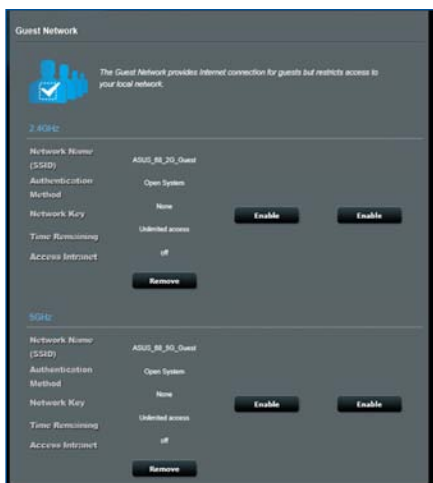 Guest Network
The Guest Network provides Internet connection for guests but restricts access to
your local network.
2.4GHz
Network Name
(SSID)
ASUS_88_2G_Guest
Authentication
Method
Open System
Network Key
None
Enable
Enable
Time Remaining
Unlimited access
Access Intranet
off
Remove
5GHz
Network Name
(SSID)
ASUS_88_5G_Guest
Authentication
Method
Open System
Network Key
None
Enable
Enable
Time Remaining
Unlimited access
Access Intranet
off
Remove